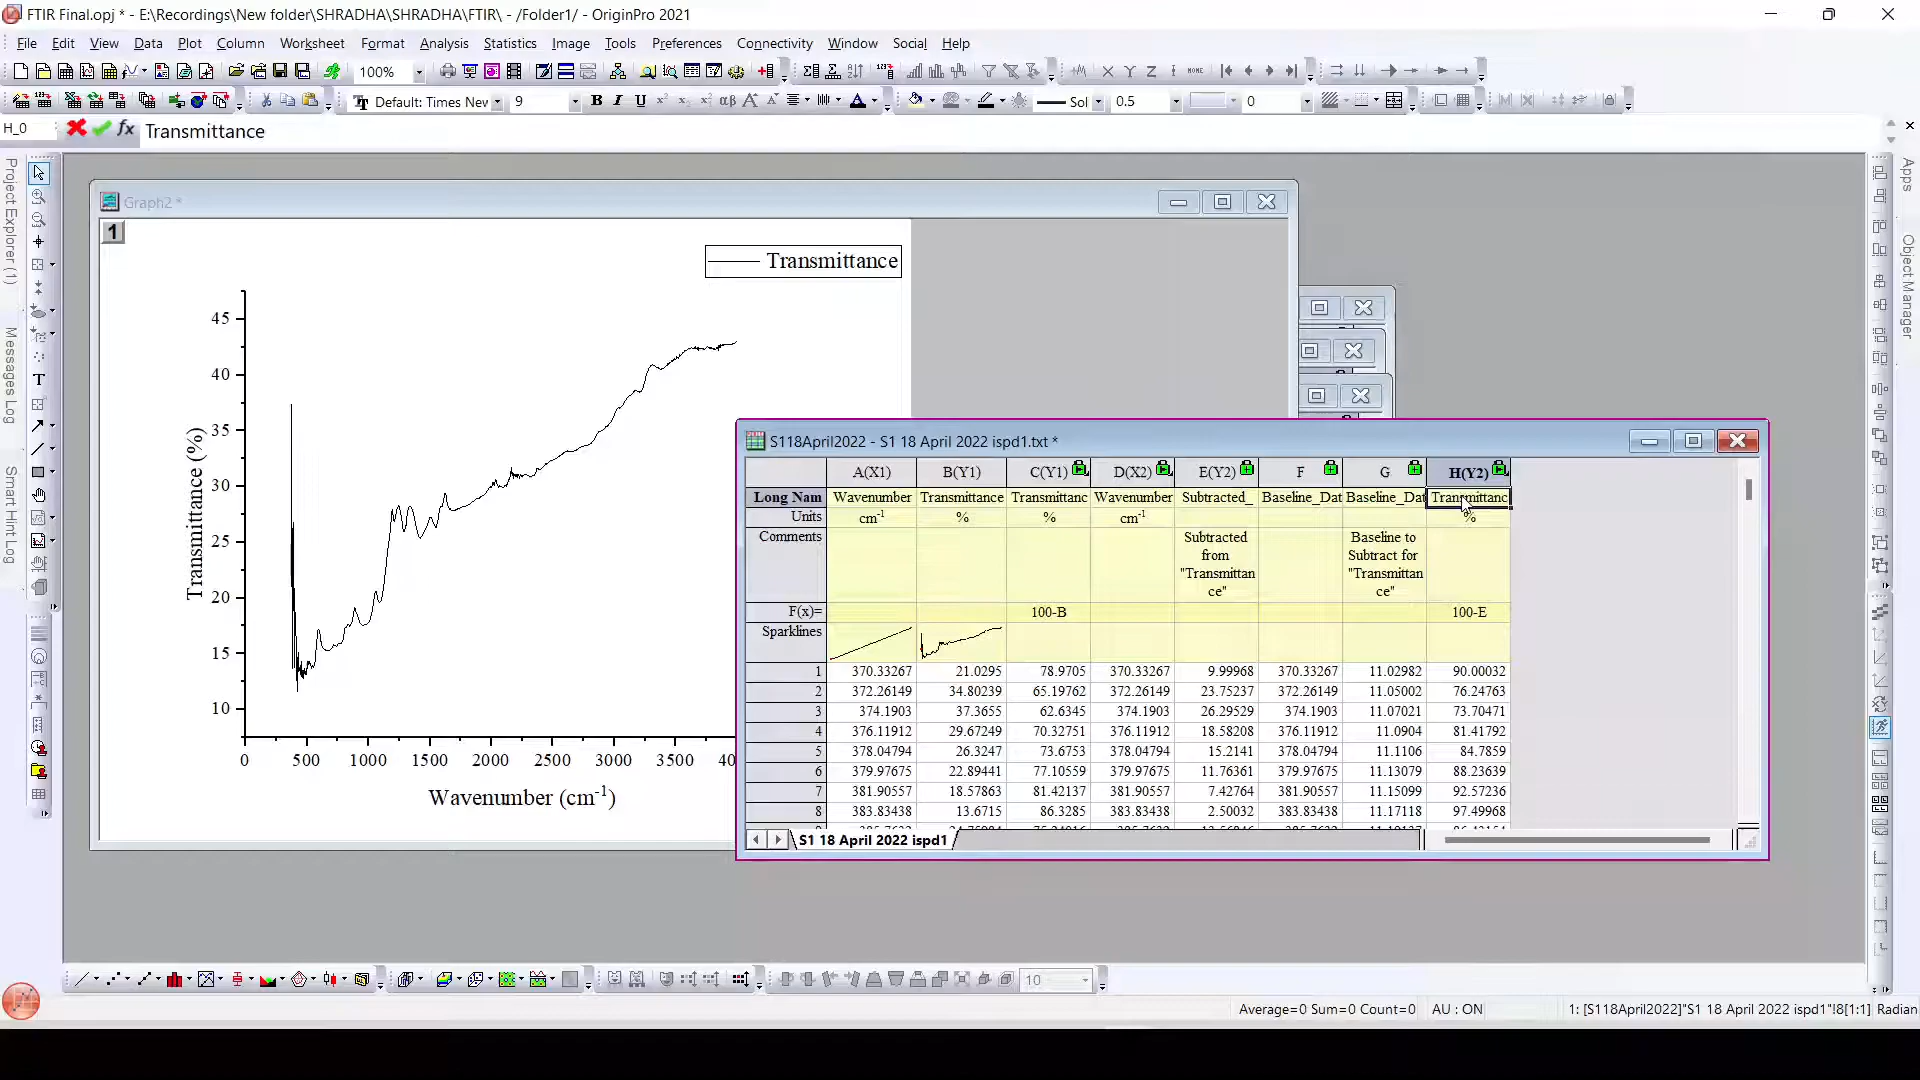 FTIR Final.opj * - E:\Recordings\New folder\SHRADHA\SHRADHA\FTIR\ - /Folder1/ - OriginPro 2021
File Edit View Data Plot Column Worksheet Format Analysis Statistics Image Tools Preferences Connectivity Window Social Help
100%
Default: Times New 9 B I U Sol 0.5 0
H_0 fx Transmittance
Project Explorer (1)
Messages Log
Smart Hint Log
Apps
Object Manager
Graph2 *
1
Transmittance
45
40
35
30
25
20
15
10
Transmittance (%)
0 500 1000 1500 2000 2500 3000 3500 40
Wavenumber (cm-1)
S118April2022 - S1 18 April 2022 ispd1.txt *
A(X1) B(Y1) C(Y1) D(X2) E(Y2) F G H(Y2)
Long Nam Wavenumber Transmittance Transmittanc Wavenumber Subtracted_ Baseline_Dat Baseline_Dat Transmittanc
Units cm-1 % % cm-1 %
Comments Subtracted from "Transmittan ce" Baseline to Subtract for "Transmittan ce"
F(x)= 100-B 100-E
Sparklines
1 370.33267 21.0295 78.9705 370.33267 9.99968 370.33267 11.02982 90.00032
2 372.26149 34.80239 65.19762 372.26149 23.75237 372.26149 11.05002 76.24763
3 374.1903 37.3655 62.6345 374.1903 26.29529 374.1903 11.07021 73.70471
4 376.11912 29.67249 70.32751 376.11912 18.58208 376.11912 11.0904 81.41792
5 378.04794 26.3247 73.6753 378.04794 15.2141 378.04794 11.1106 84.7859
6 379.97675 22.89441 77.10559 379.97675 11.76361 379.97675 11.13079 88.23639
7 381.90557 18.57863 81.42137 381.90557 7.42764 381.90557 11.15099 92.57236
8 383.83438 13.6715 86.3285 383.83438 2.50032 383.83438 11.17118 97.49968
S1 18 April 2022 ispd1
10
Average=0 Sum=0 Count=0 AU : ON 1: [S118April2022]"S1 18 April 2022 ispd1"!8[1:1] Radian